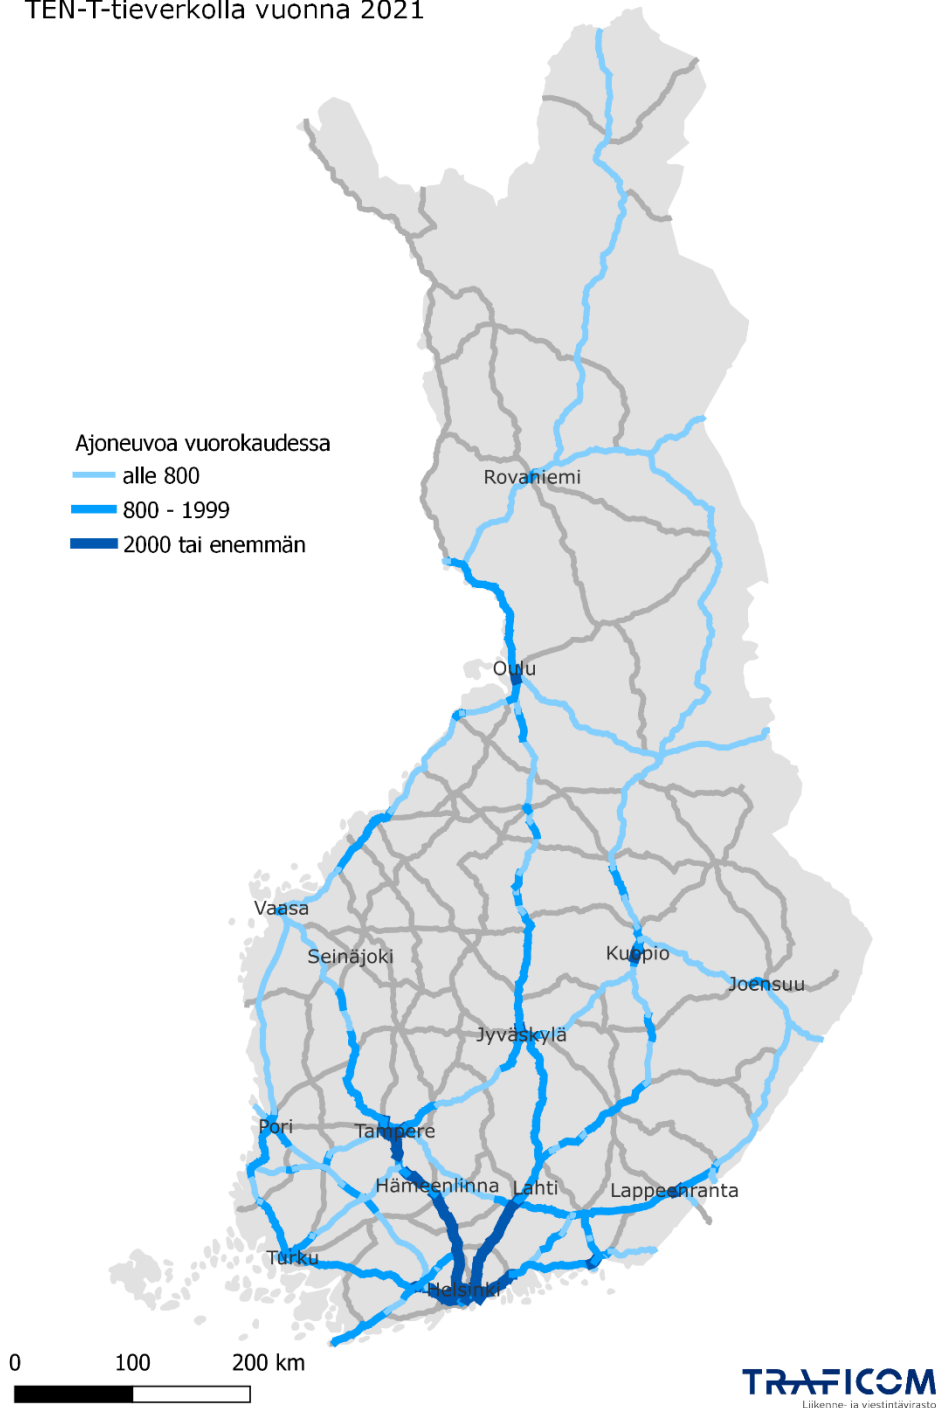 TEN-T-tieverkolla vuonna 2021
Ajoneuvoa vuorokaudessa
alle 800
800 - 1999
2000 tai enemmän
Rovaniemi
Oulu
Vaasa
Seinäjoki
Kuopio
Joensuu
Jyväskylä
Pori
Tampere
Hämeenlinna
Lahti
Lappeenranta
Turku
Helsinki
0 100 200 km
TRAFICOM
Liikenne- ja viestintävirasto